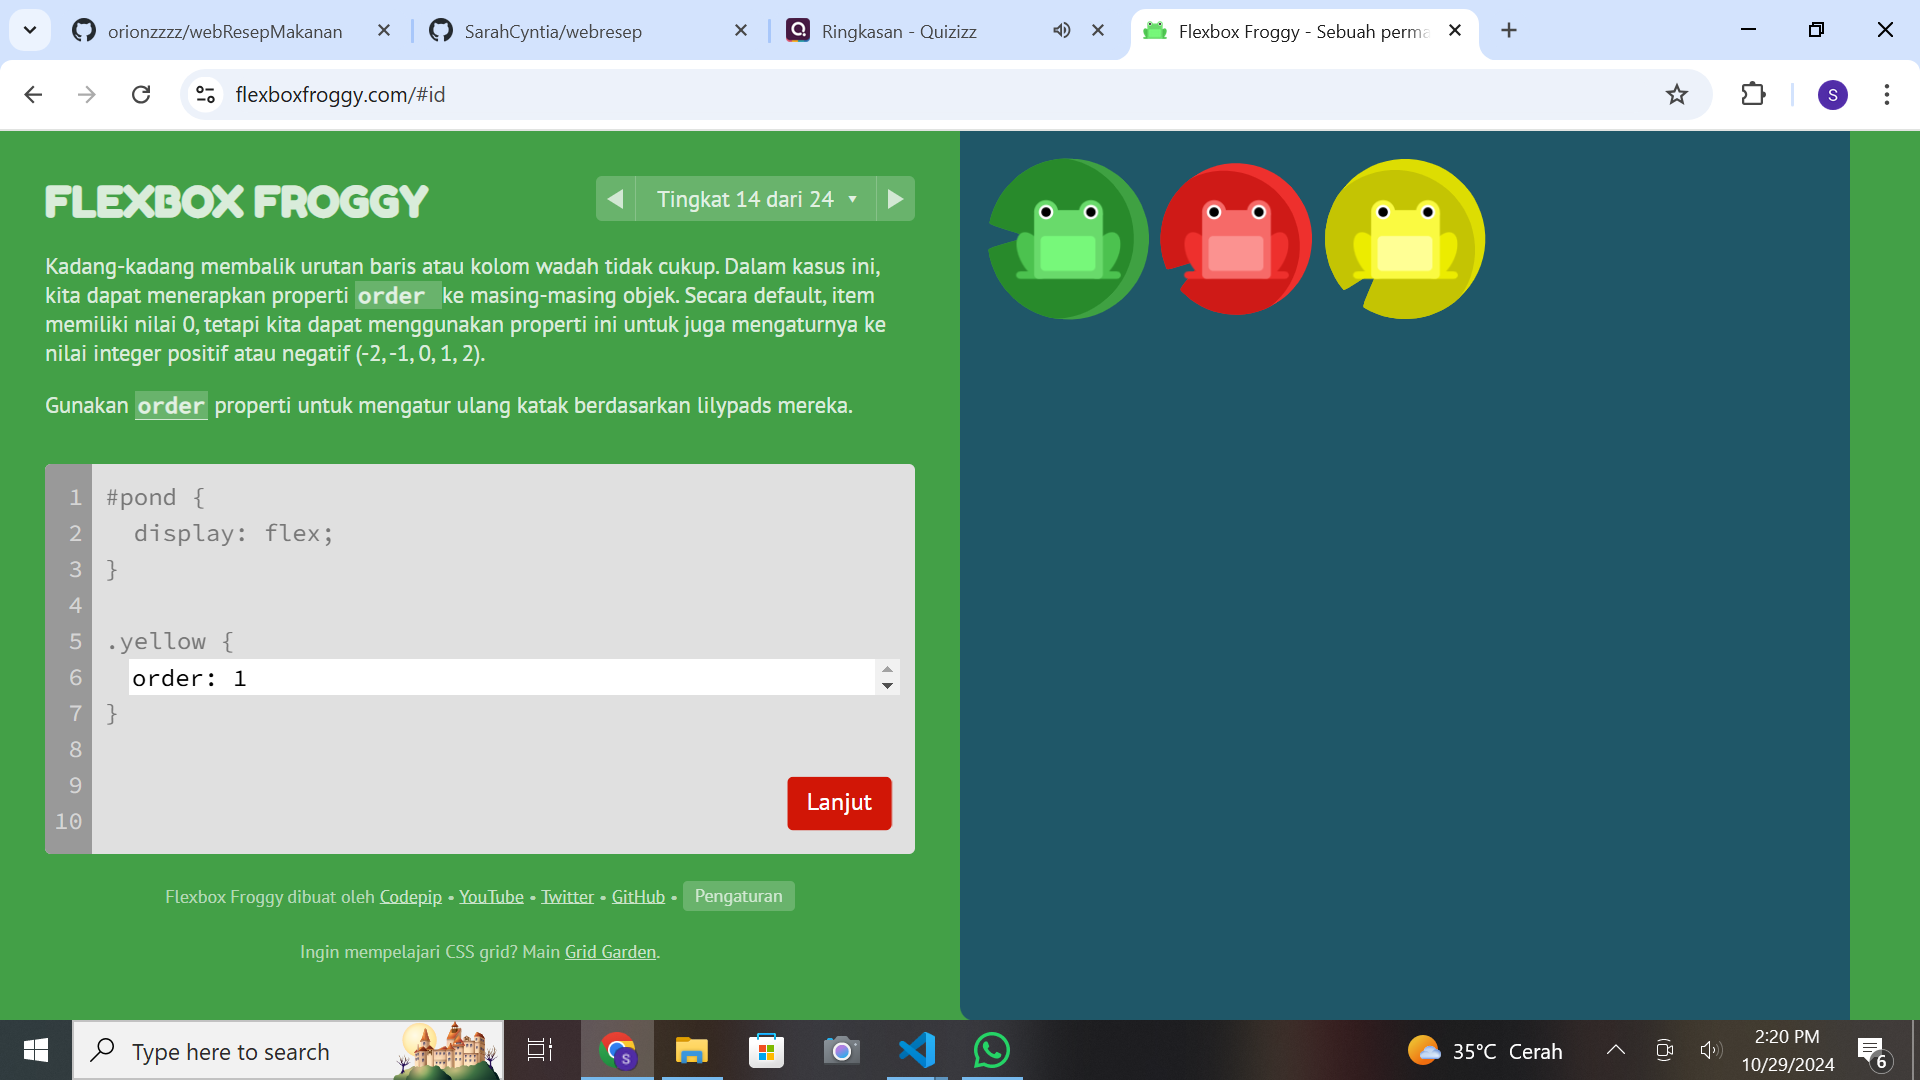 orionzzzz/webResepMakanan
SarahCyntia/webresep
Ringkasan - Quizizz
Flexbox Froggy - Sebuah perma
flexboxfroggy.com/#id
S
FLEXBOX FROGGY
Tingkat 14 dari 24
Kadang-kadang membalik urutan baris atau kolom wadah tidak cukup. Dalam kasus ini,
kita dapat menerapkan properti order ke masing-masing objek. Secara default, item
memiliki nilai 0, tetapi kita dapat menggunakan properti ini untuk juga mengaturnya ke
nilai integer positif atau negatif (-2, -1, 0, 1, 2).
Gunakan order properti untuk mengatur ulang katak berdasarkan lilypads mereka.
1 #pond {
2 display: flex;
3 }
4
5 .yellow {
6 order: 1
7 }
8
9
10
Lanjut
Flexbox Froggy dibuat oleh Codepip • YouTube • Twitter • GitHub • Pengaturan
Ingin mempelajari CSS grid? Main Grid Garden.
Type here to search
S
35°C Cerah
2:20 PM
10/29/2024
6